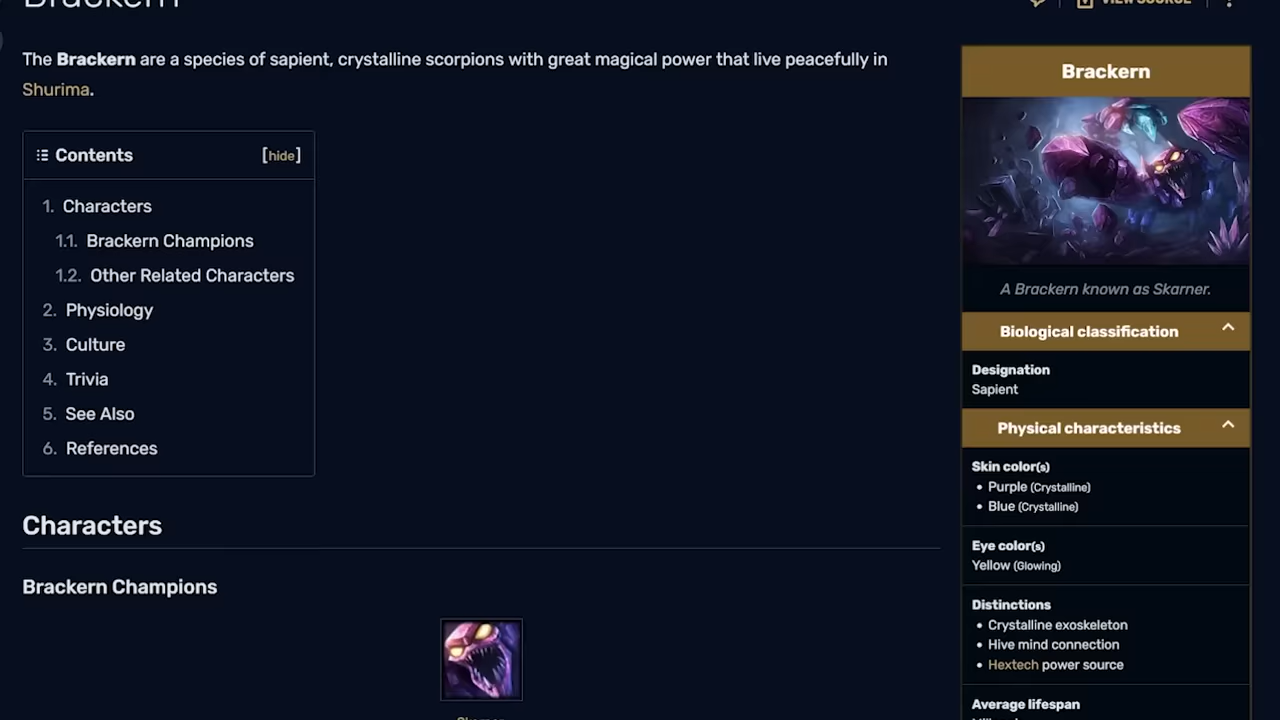 Brackern
VIEW SOURCE
The Brackern are a species of sapient, crystalline scorpions with great magical power that live peacefully in
Shurima.
Contents [hide]
1. Characters
1.1. Brackern Champions
1.2. Other Related Characters
2. Physiology
3. Culture
4. Trivia
5. See Also
6. References
Characters
Brackern Champions
Brackern
A Brackern known as Skarner.
Biological classification
Designation
Sapient
Physical characteristics
Skin color(s)
• Purple (Crystalline)
• Blue (Crystalline)
Eye color(s)
Yellow (Glowing)
Distinctions
• Crystalline exoskeleton
• Hive mind connection
• Hextech power source
Average lifespan